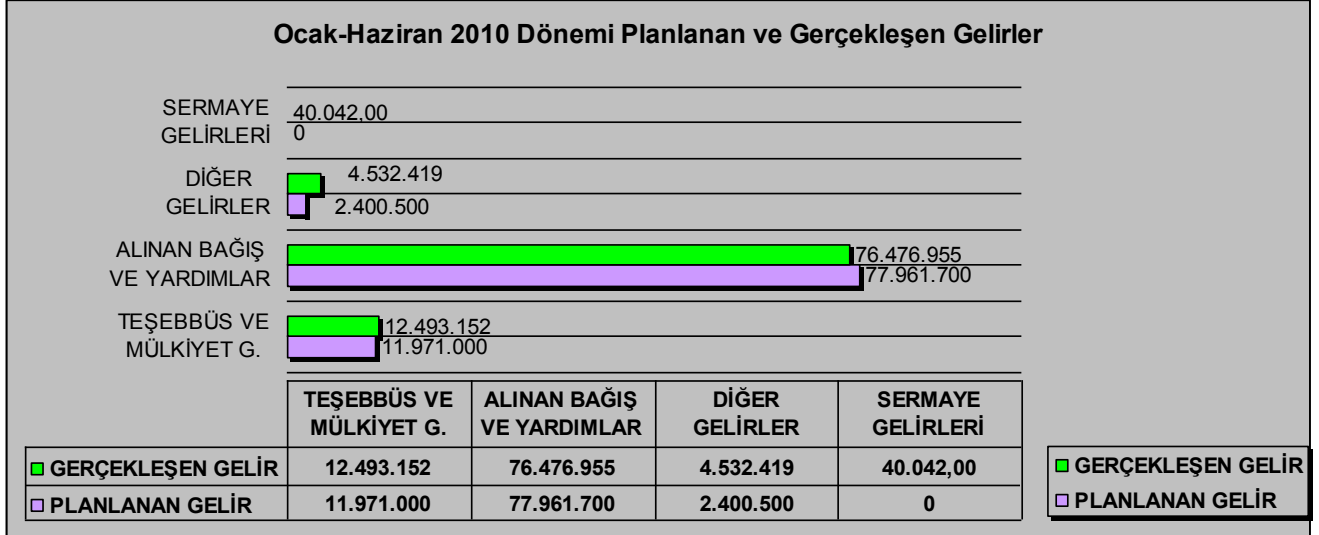 Ocak-Haziran 2010 Dönemi Planlanan ve Gerçekleşen Gelirler
SERMAYE
GELİRLERİ
40.042,00
0
DİĞER
GELİRLER
4.532.419
2.400.500
ALINAN BAĞIŞ
VE YARDIMLAR
76.476.955
77.961.700
TEŞEBBÜS VE
MÜLKİYET G.
12.493.152
11.971.000
TEŞEBBÜS VE MÜLKİYET G. ALINAN BAĞIŞ VE YARDIMLAR DİĞER GELİRLER SERMAYE GELİRLERİ
GERÇEKLEŞEN GELİR 12.493.152 76.476.955 4.532.419 40.042,00
PLANLANAN GELİR 11.971.000 77.961.700 2.400.500 0
GERÇEKLEŞEN GELİR
PLANLANAN GELİR